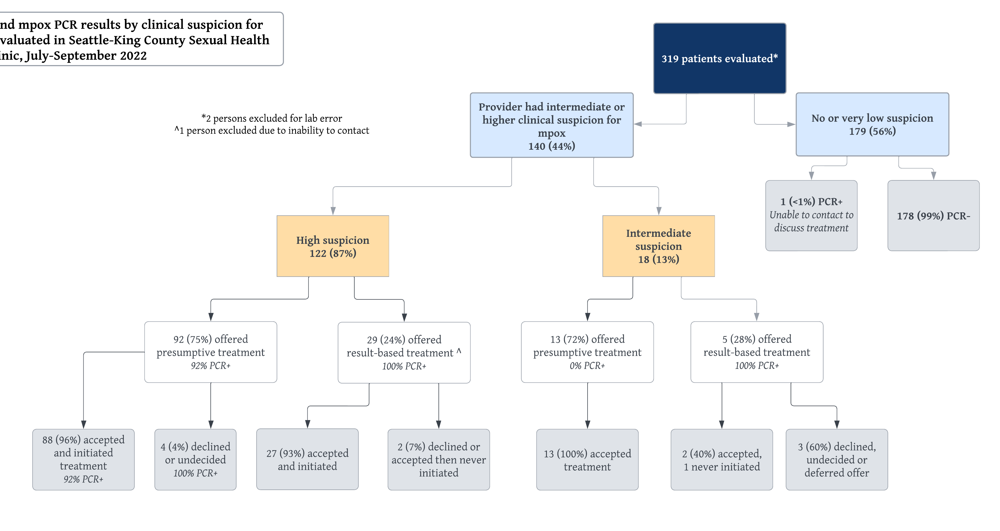 nd mpox PCR results by clinical suspicion for
valuated in Seattle-King County Sexual Health
inic, July-September 2022
319 patients evaluated*
*2 persons excluded for lab error
^1 person excluded due to inability to contact
Provider had intermediate or
higher clinical suspicion for
mpox
140 (44%)
No or very low suspicion
179 (56%)
1 (<1%) PCR+
Unable to contact to
discuss treatment
178 (99%) PCR-
High suspicion
122 (87%)
Intermediate
suspicion
18 (13%)
92 (75%) offered
presumptive treatment
92% PCR+
29 (24%) offered
result-based treatment ^
100% PCR+
13 (72%) offered
presumptive treatment
0% PCR+
5 (28%) offered
result-based treatment
100% PCR+
88 (96%) accepted
and initiated
treatment
92% PCR+
4 (4%) declined
or undecided
100% PCR+
27 (93%) accepted
and initiated
2 (7%) declined or
accepted then never
initiated
13 (100%) accepted
treatment
2 (40%) accepted,
1 never initiated
3 (60%) declined,
undecided or
deferred offer